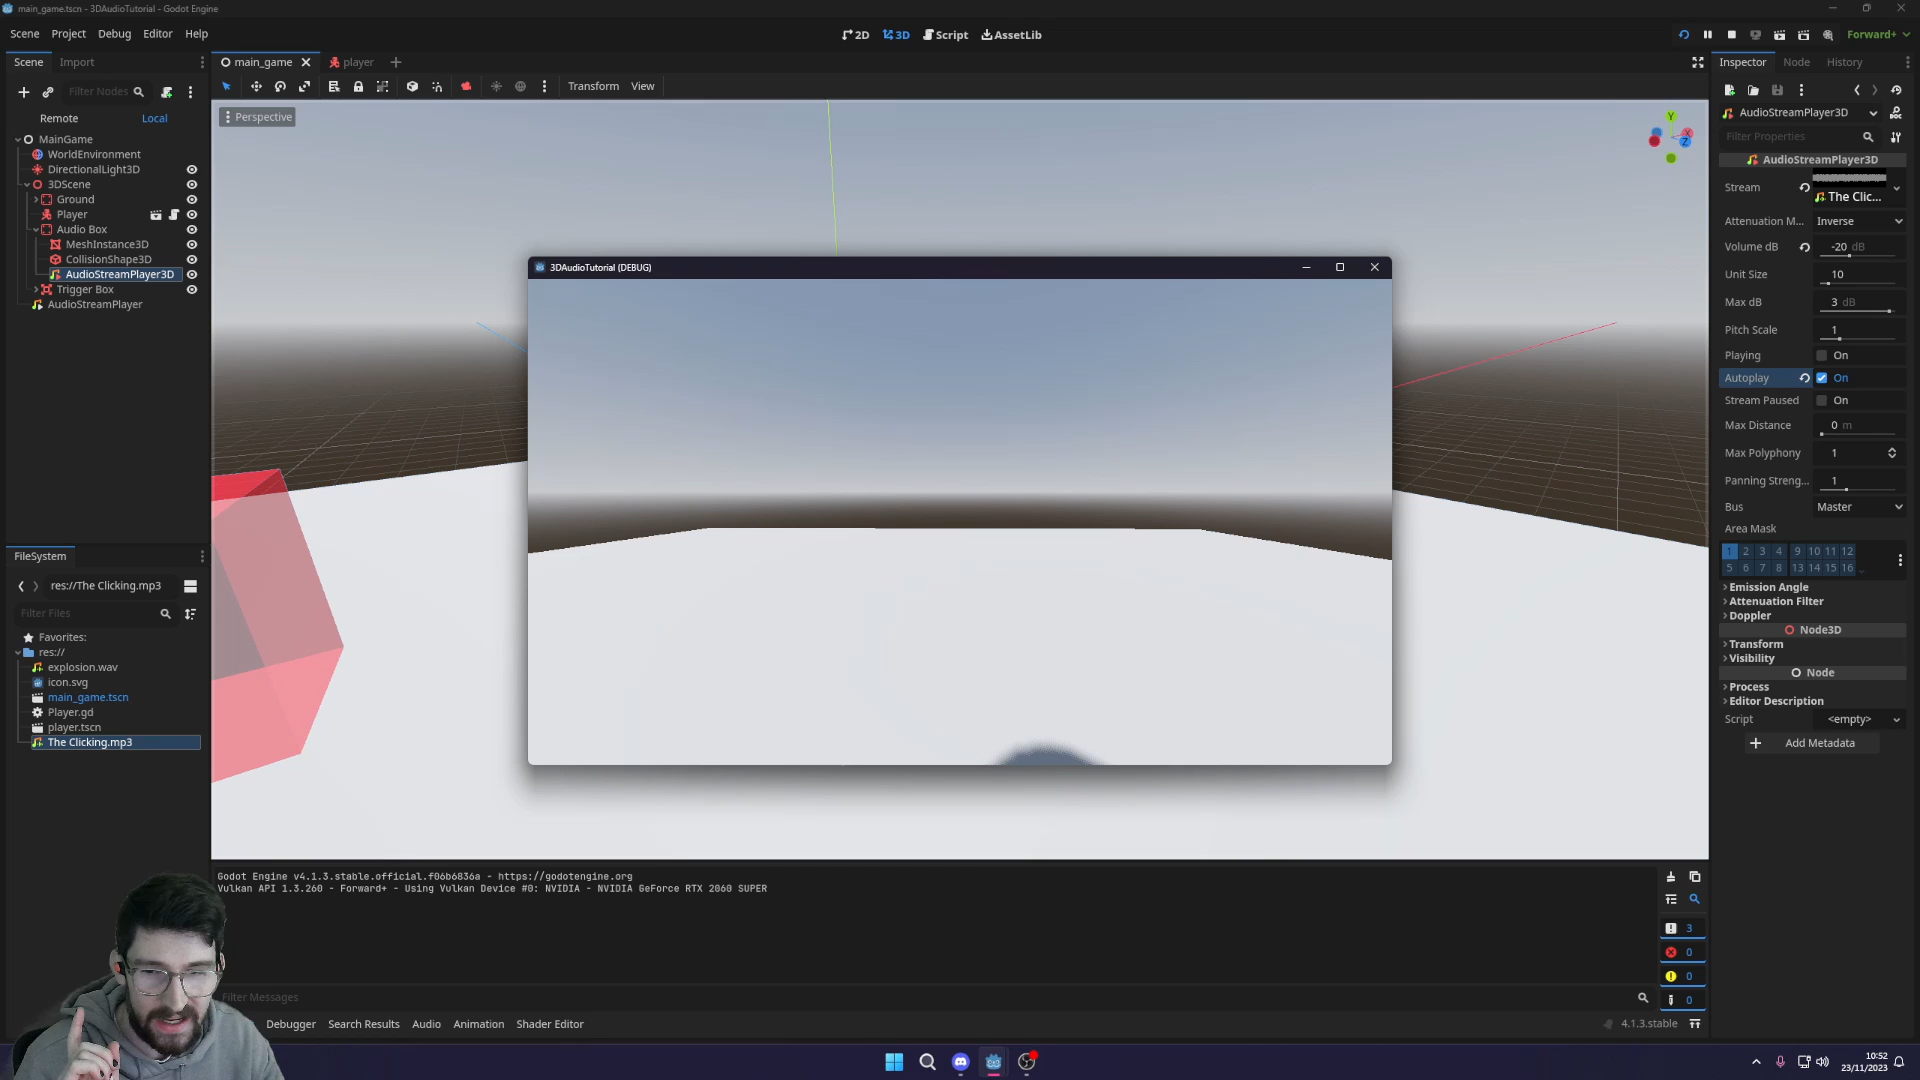 main_game.tscn - 3DAudioTutorial - Godot Engine
Scene Project Debug Editor Help
2D 3D Script AssetLib
Forward+
Scene Import
main_game player
Inspector Node History
Filter Nodes
Transform View
Remote Local
Perspective
AudioStreamPlayer3D
Filter Properties
MainGame
WorldEnvironment
DirectionalLight3D
3DScene
Ground
Player
Audio Box
MeshInstance3D
CollisionShape3D
AudioStreamPlayer3D
Trigger Box
AudioStreamPlayer
3DAudioTutorial (DEBUG)
Y
X
Z
AudioStreamPlayer3D
Stream The Clic...
Attenuation M... Inverse
Volume dB -20 dB
Unit Size 10
Max dB 3 dB
Pitch Scale 1
Playing On
Autoplay On
Stream Paused On
Max Distance 0 m
Max Polyphony 1
Panning Streng... 1
Bus Master
Area Mask
1 2 3 4 9 10 11 12
5 6 7 8 13 14 15 16
Emission Angle
Attenuation Filter
Doppler
Node3D
Transform
Visibility
Node
Process
Editor Description
Script <empty>
Add Metadata
FileSystem
res://The Clicking.mp3
Filter Files
Favorites:
res://
explosion.wav
icon.svg
main_game.tscn
Player.gd
player.tscn
The Clicking.mp3
Godot Engine v4.1.3.stable.official.f06b6836a - https://godotengine.org
Vulkan API 1.3.260 - Forward+ - Using Vulkan Device #0: NVIDIA - NVIDIA GeForce RTX 2060 SUPER
3
0
0
0
Filter Messages
Debugger Search Results Audio Animation Shader Editor
4.1.3.stable
10:52
23/11/2023